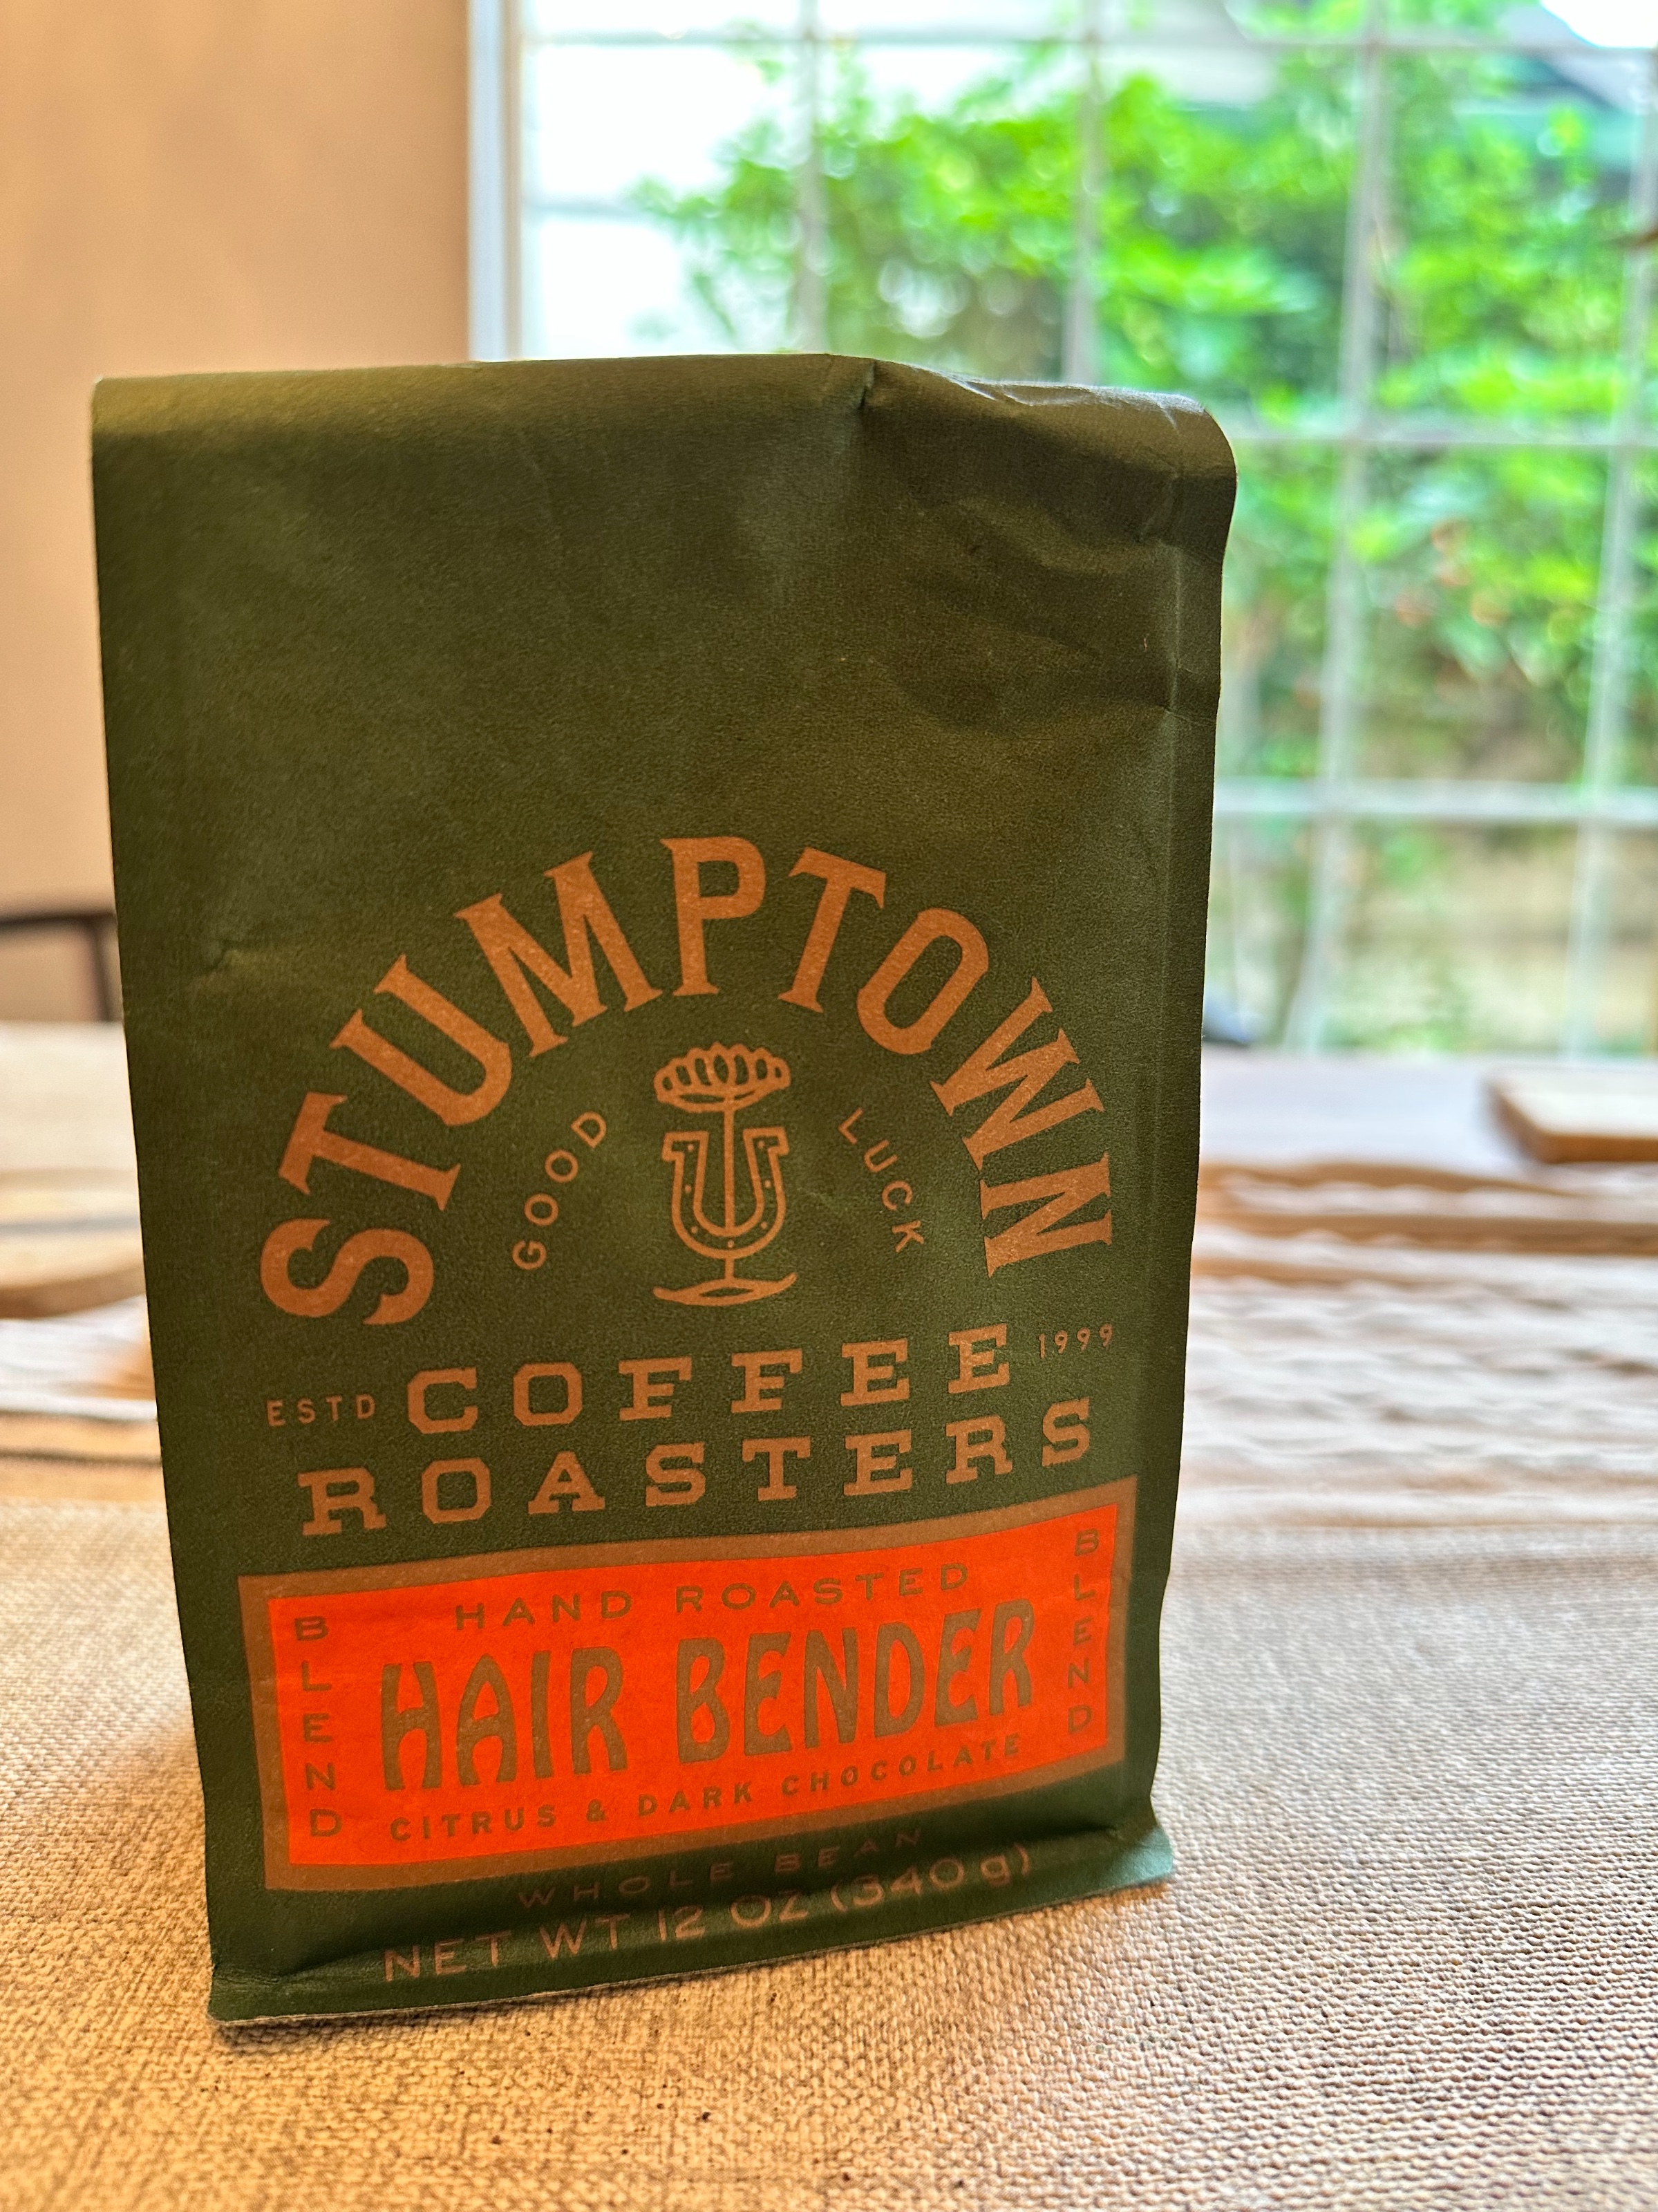 STUMPTOWN
GOOD LUCK
ESTD COFFEE 1999
ROASTERS
HAND ROASTED
BLEND HAIR BENDER BLEND
CITRUS & DARK CHOCOLATE
WHOLE BEAN
NET WT 12 OZ (340 g)